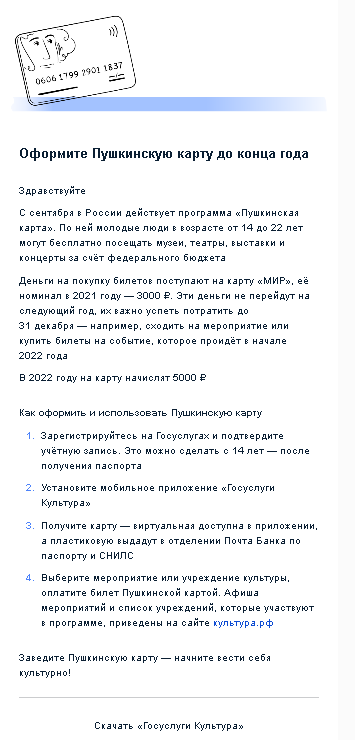 0606 1799 2901 1837
Оформите Пушкинскую карту до конца года
Здравствуйте
С сентября в России действует программа «Пушкинская
карта». По ней молодые люди в возрасте от 14 до 22 лет
могут бесплатно посещать музеи, театры, выставки и
концерты за счёт федерального бюджета
Деньги на покупку билетов поступают на карту «МИР», её
номинал в 2021 году — 3000 ₽. Эти деньги не перейдут на
следующий год, их важно успеть потратить до
31 декабря — например, сходить на мероприятие или
купить билеты на событие, которое пройдёт в начале
2022 года
В 2022 году на карту начислят 5000 ₽
Как оформить и использовать Пушкинскую карту
1. Зарегистрируйтесь на Госуслугах и подтвердите
учётную запись. Это можно сделать с 14 лет — после
получения паспорта
2. Установите мобильное приложение «Госуслуги
Культура»
3. Получите карту — виртуальная доступна в приложении,
а пластиковую выдадут в отделении Почта Банка по
паспорту и СНИЛС
4. Выберите мероприятие или учреждение культуры,
оплатите билет Пушкинской картой. Афиша
мероприятий и список учреждений, которые участвуют
в программе, приведены на сайте культура.рф
Заведите Пушкинскую карту — начните вести себя
культурно!
Скачать «Госуслуги Культура»